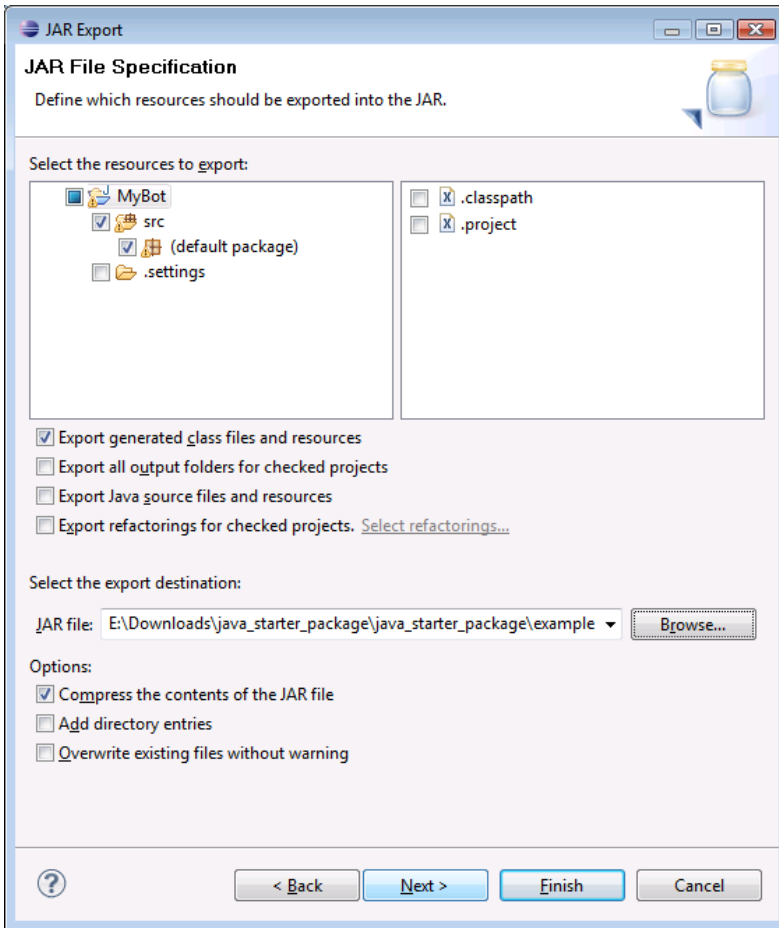 JAR Export
JAR File Specification
Define which resources should be exported into the JAR.
Select the resources to export:
MyBot
src
(default package)
.settings
.classpath
.project
Export generated class files and resources
Export all output folders for checked projects
Export Java source files and resources
Export refactorings for checked projects. Select refactorings...
Select the export destination:
JAR file: E:\Downloads\java_starter_package\java_starter_package\example Browse...
Options:
Compress the contents of the JAR file
Add directory entries
Overwrite existing files without warning
? < Back Next > Finish Cancel